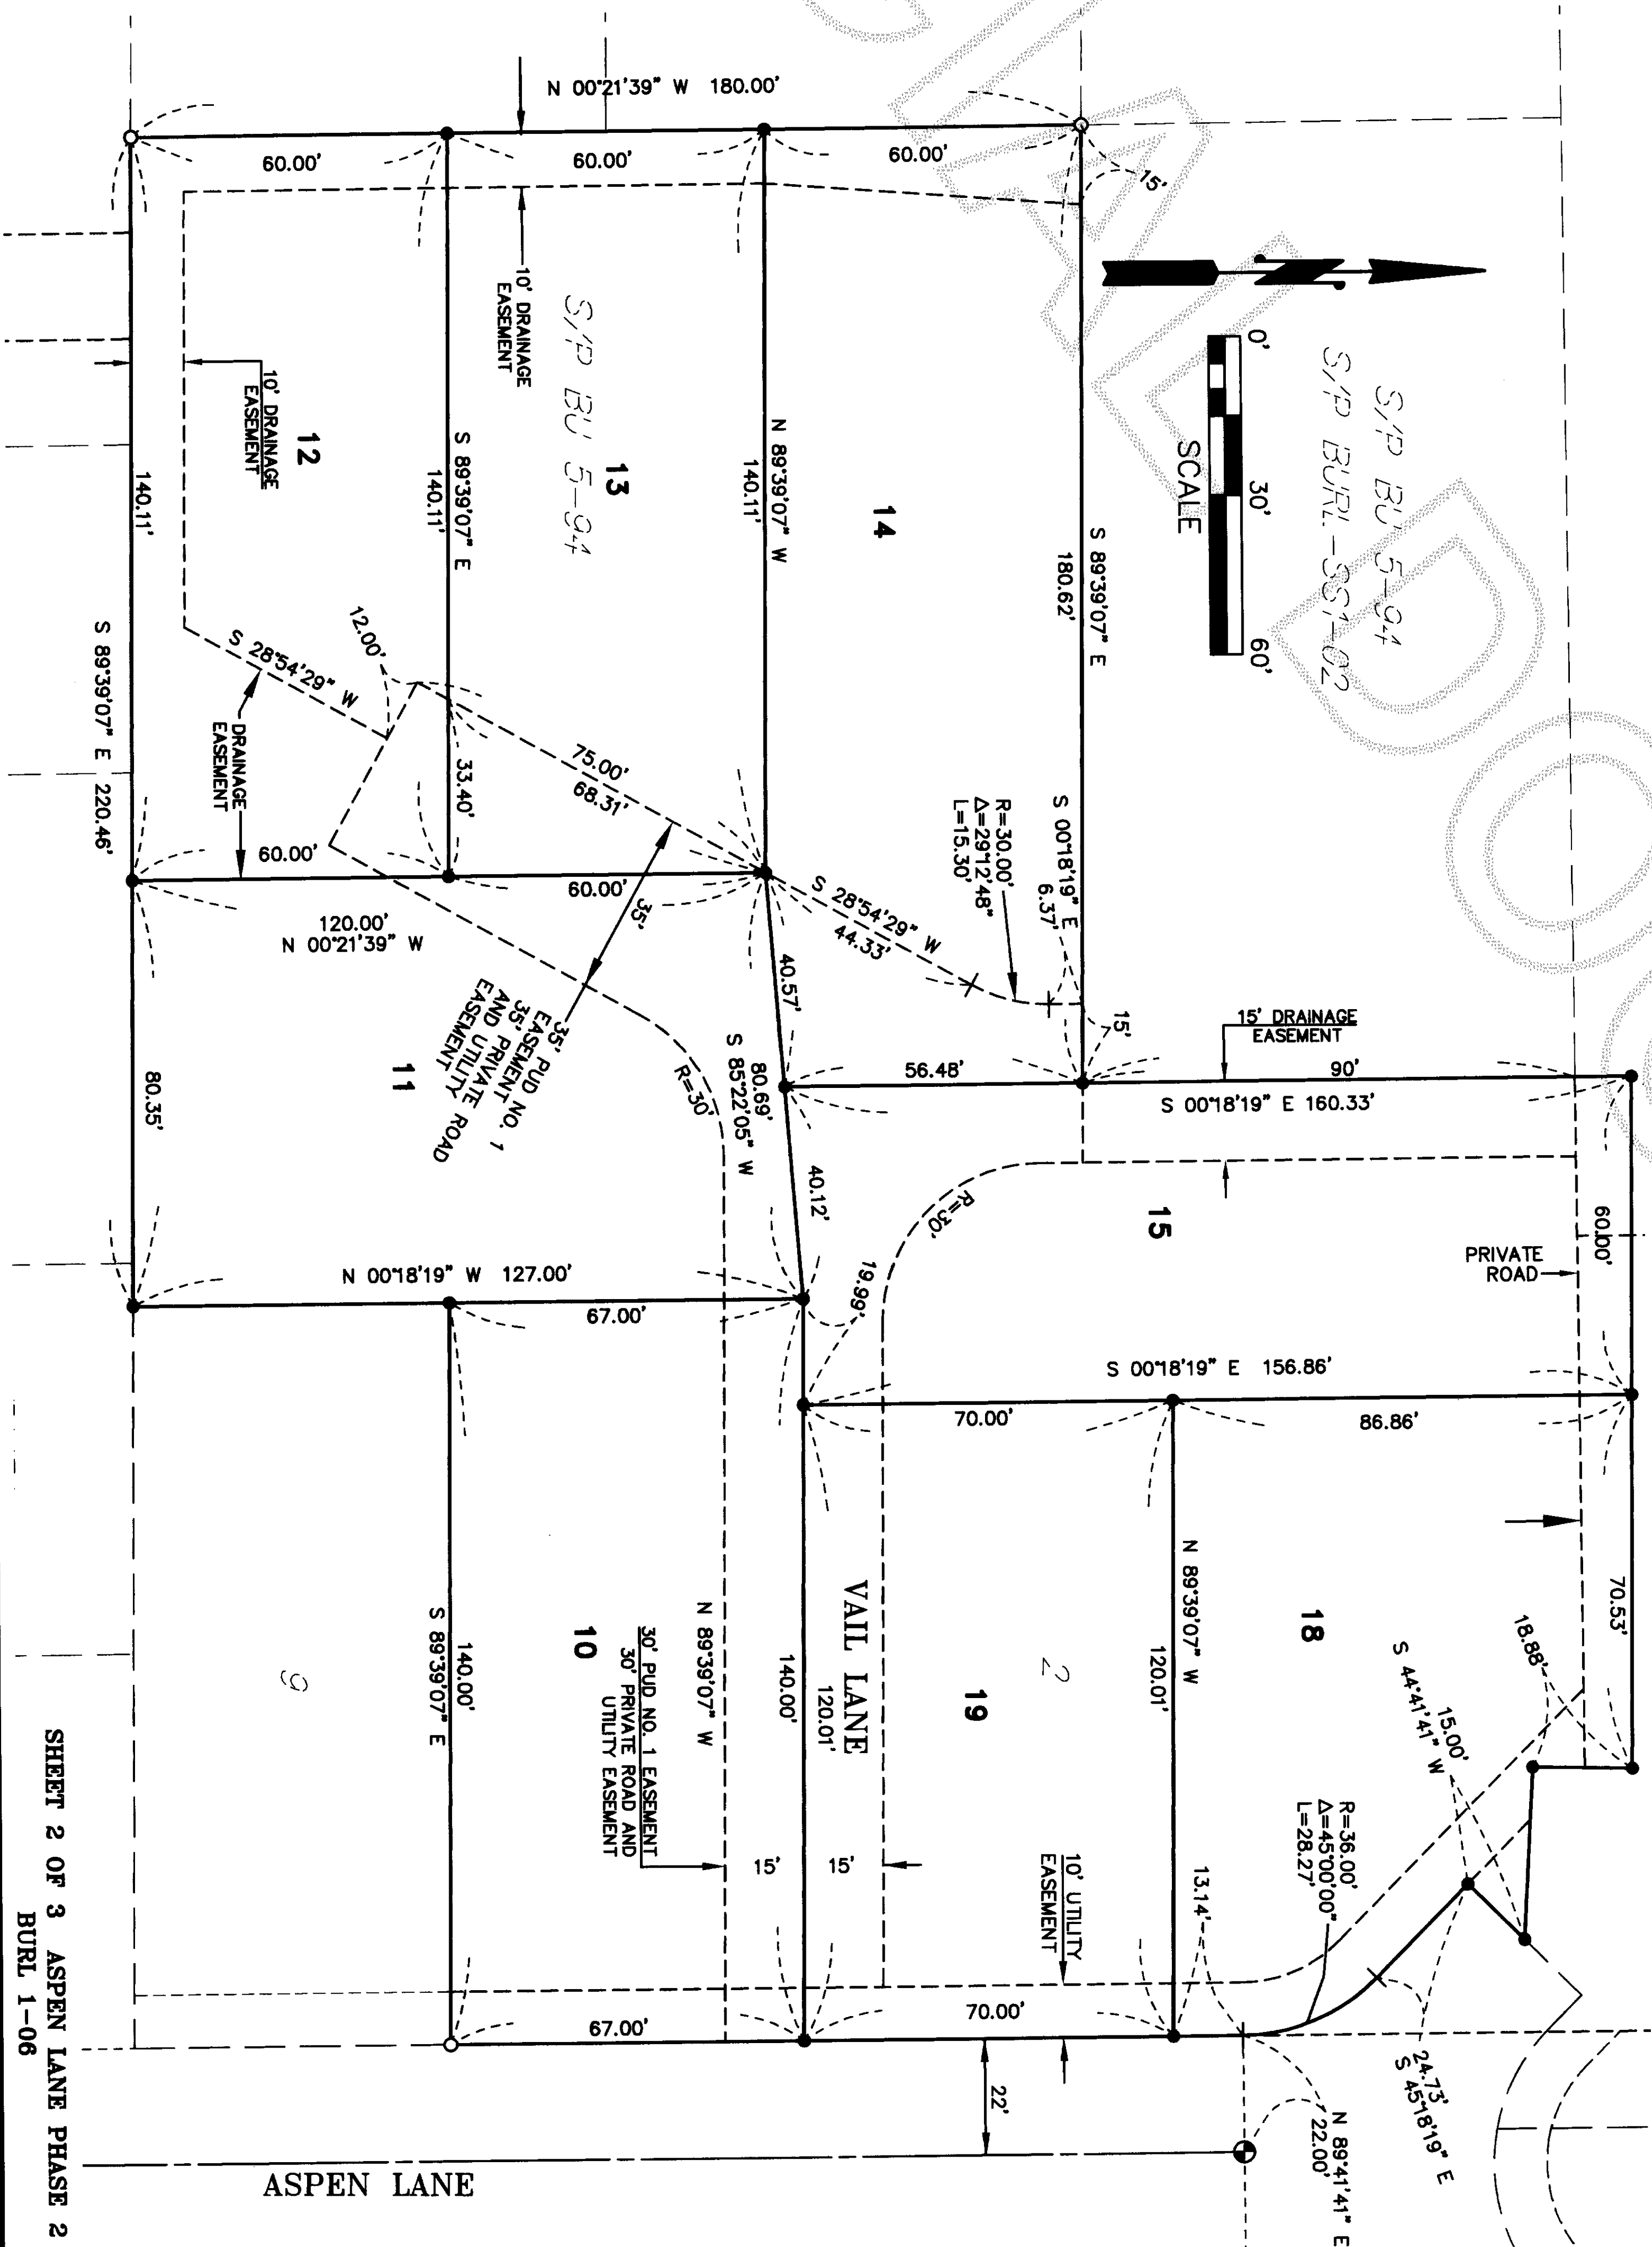 N 00°21'39" W 180.00'
60.00'
60.00'
60.00'
15'
10' DRAINAGE
EASEMENT
10' DRAINAGE
EASEMENT
12
13
14
S/P BU 5-94
S/P BU 5-94
S/P BURL-SS1-02
0'
30'
60'
SCALE
S 89°39'07" E
140.11'
N 89°39'07" W
140.11'
S 89°39'07" E
180.62'
140.11'
S 89°39'07" E 220.46'
S 28°54'29" W
12.00'
DRAINAGE
EASEMENT
75.00'
68.31'
33.40'
60.00'
60.00'
120.00'
N 00°21'39" W
35'
35' PUD NO. 1
EASEMENT
35' PRIVATE ROAD
AND UTILITY
EASEMENT
S 28°54'29" W
44.33'
R=30.00'
Δ=29°12'48"
L=15.30'
S 00°18'19" E
6.37'
15'
15' DRAINAGE
EASEMENT
40.57'
56.48'
90'
S 00°18'19" E 160.33'
80.69'
S 85°22'05" W
40.12'
R=30'
R=30'
11
80.35'
N 00°18'19" W 127.00'
67.00'
19.99'
15
PRIVATE
ROAD
60.00'
S 00°18'19" E 156.86'
70.00'
86.86'
70.53'
18.88'
15.00'
S 44°41'41" W
18
N 89°39'07" W
120.01'
R=36.00'
Δ=45°00'00"
L=28.27'
2
19
VAIL LANE
140.00'
120.01'
N 89°39'07" W
30' PUD NO. 1 EASEMENT
30' PRIVATE ROAD AND
UTILITY EASEMENT
10
140.00'
S 89°39'07" E
9
15'
15'
10' UTILITY
EASEMENT
13.14'
67.00'
70.00'
22'
24.73'
S 45°18'19" E
N 89°41'41" E
22.00'
ASPEN LANE
SHEET 2 OF 3 ASPEN LANE PHASE 2
BURL 1-06